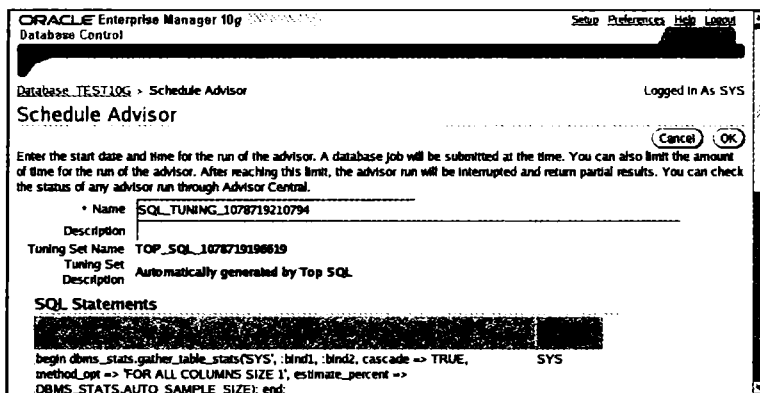 ORACLE Enterprise Manager 10g
Database Control
Setup Preferences Help Logout
Database TEST10G > Schedule Advisor
Logged in As SYS
Schedule Advisor
Cancel OK
Enter the start date and time for the run of the advisor. A database job will be submitted at the time. You can also limit the amount
of time for the run of the advisor. After reaching this limit, the advisor run will be interrupted and return partial results. You can check
the status of any advisor run through Advisor Central.
* Name SQL_TUNING_1078719210794
Description
Tuning Set Name TOP_SQL_1078719196619
Tuning Set
Description Automatically generated by Top SQL
SQL Statements
begin dbms_stats.gather_table_stats('SYS', :bind1, :bind2, cascade => TRUE, SYS
method_opt => 'FOR ALL COLUMNS SIZE 1', estimate_percent =>
DBMS_STATS.AUTO_SAMPLE_SIZE); end;